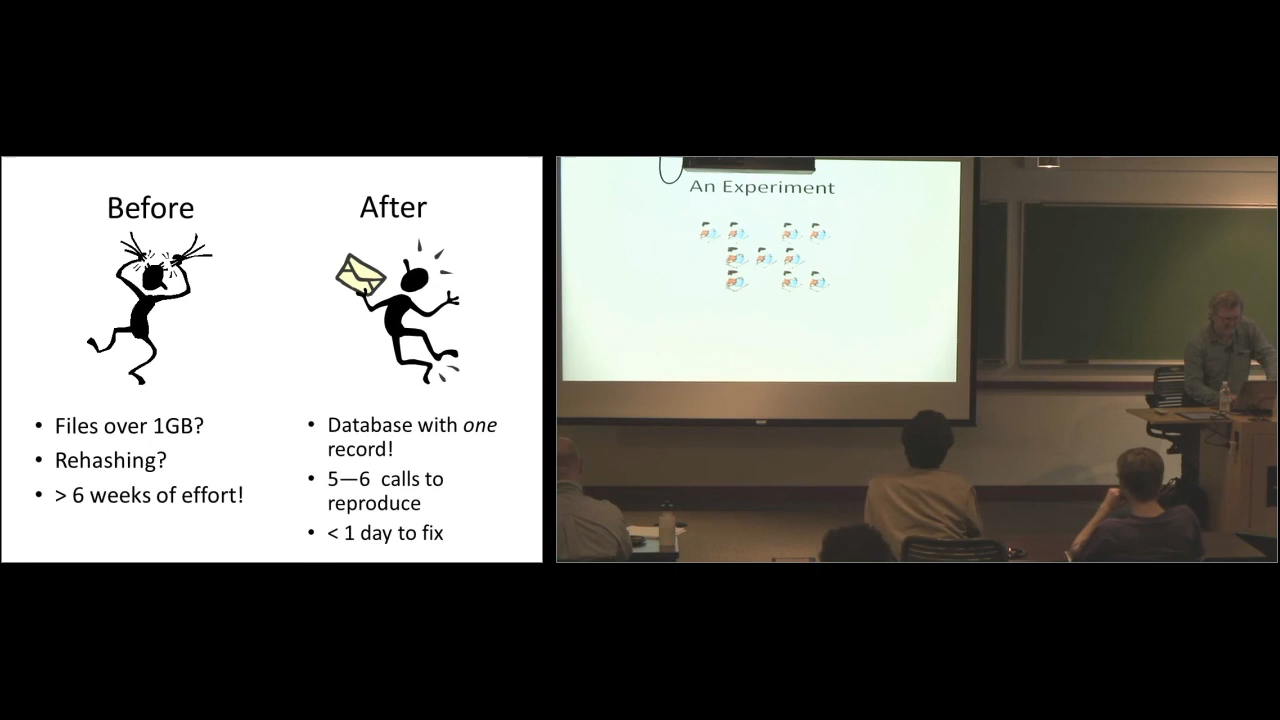 Before
After
• Files over 1GB?
• Rehashing?
• > 6 weeks of effort!
• Database with one
record!
• 5—6 calls to
reproduce
• < 1 day to fix
An Experiment